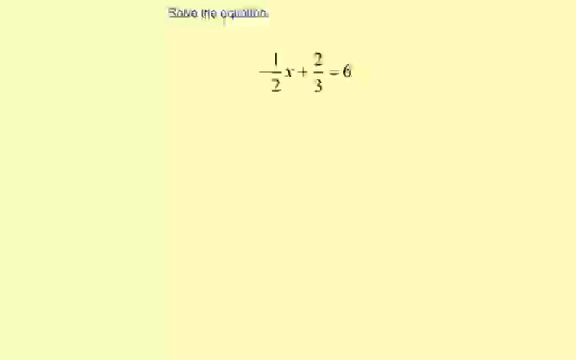 Solve the equation.
-1/2 x + 2/3 = 6